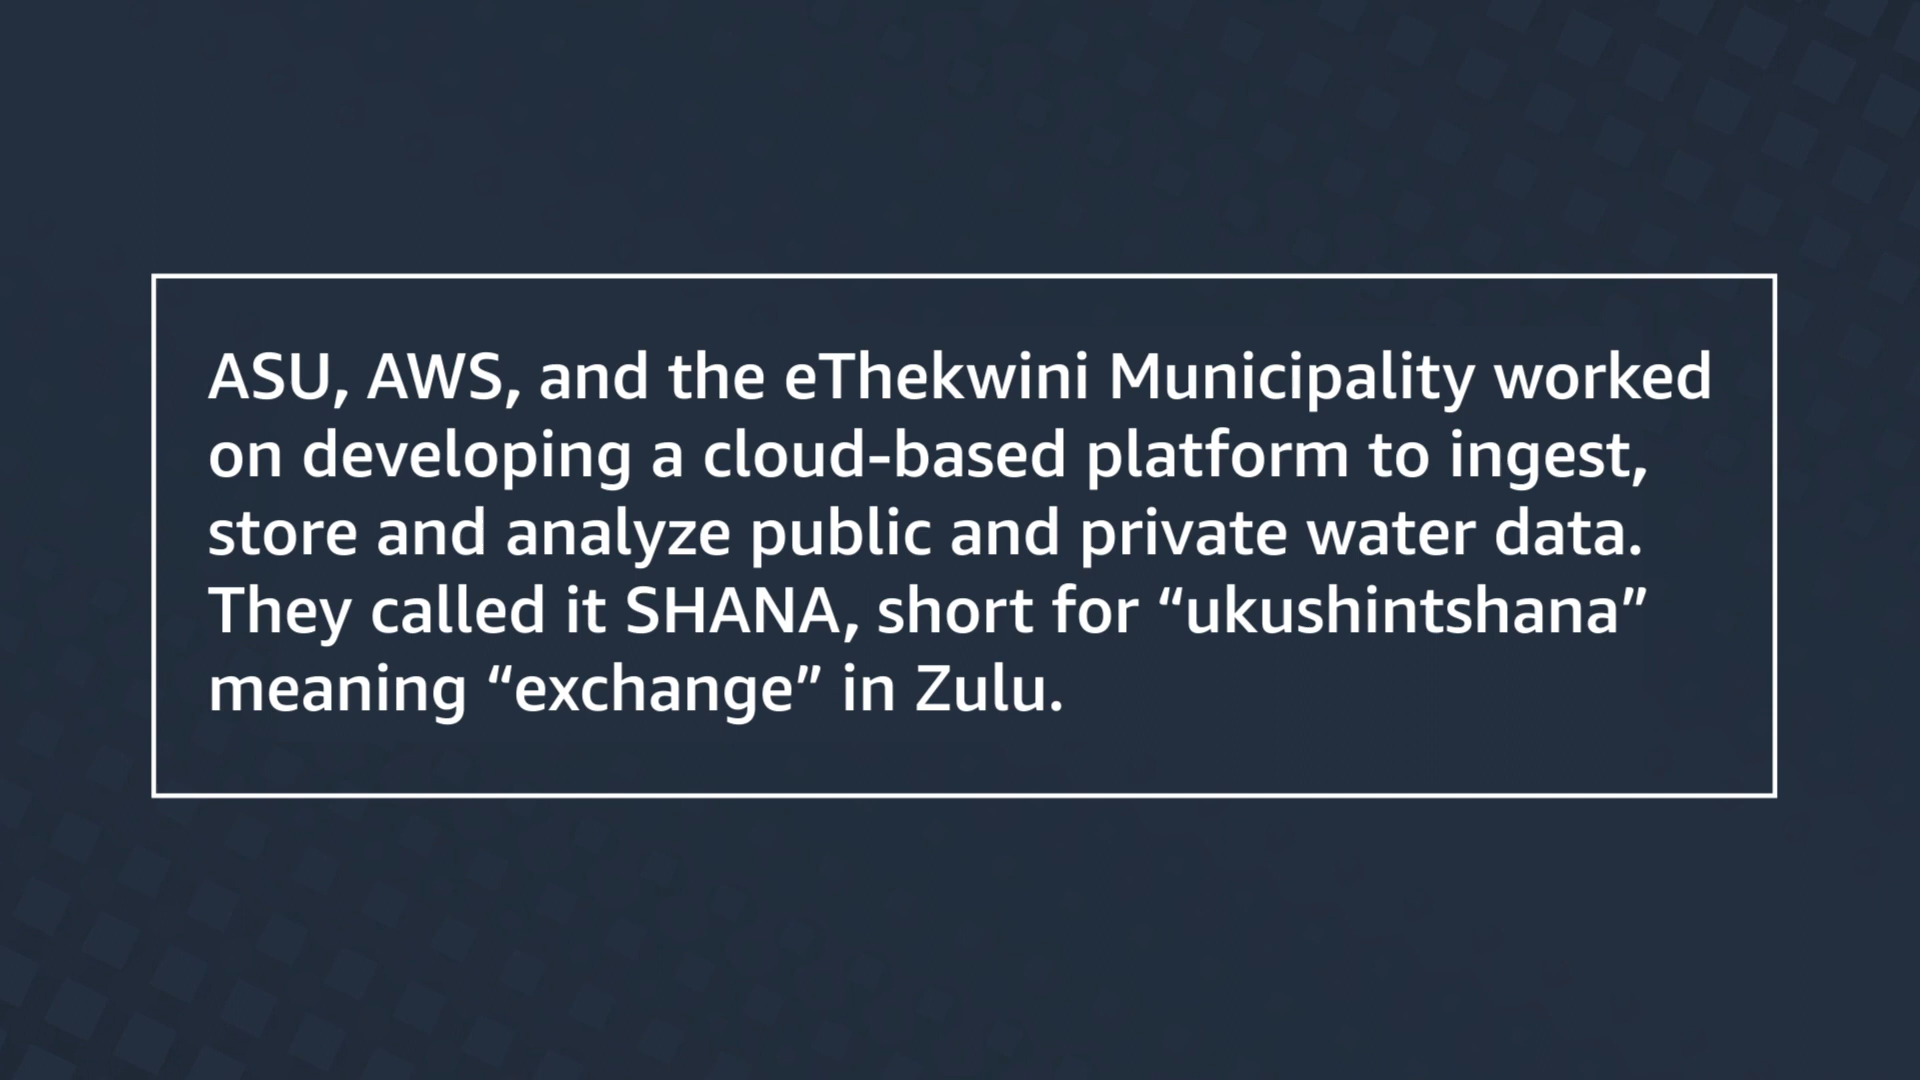 ASU, AWS, and the eThekwini Municipality worked
on developing a cloud-based platform to ingest,
store and analyze public and private water data.
They called it SHANA, short for “ukushintshana”
meaning “exchange” in Zulu.